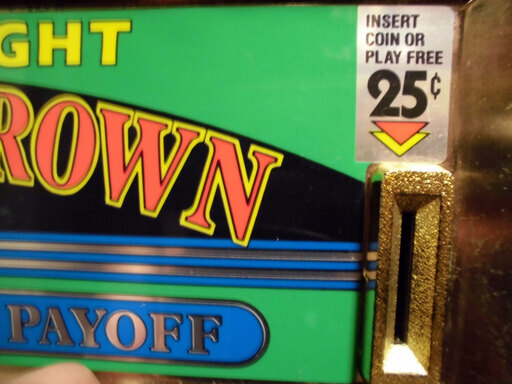 GHT
INSERT
COIN OR
PLAY FREE
25¢
ROWN
PAYOFF